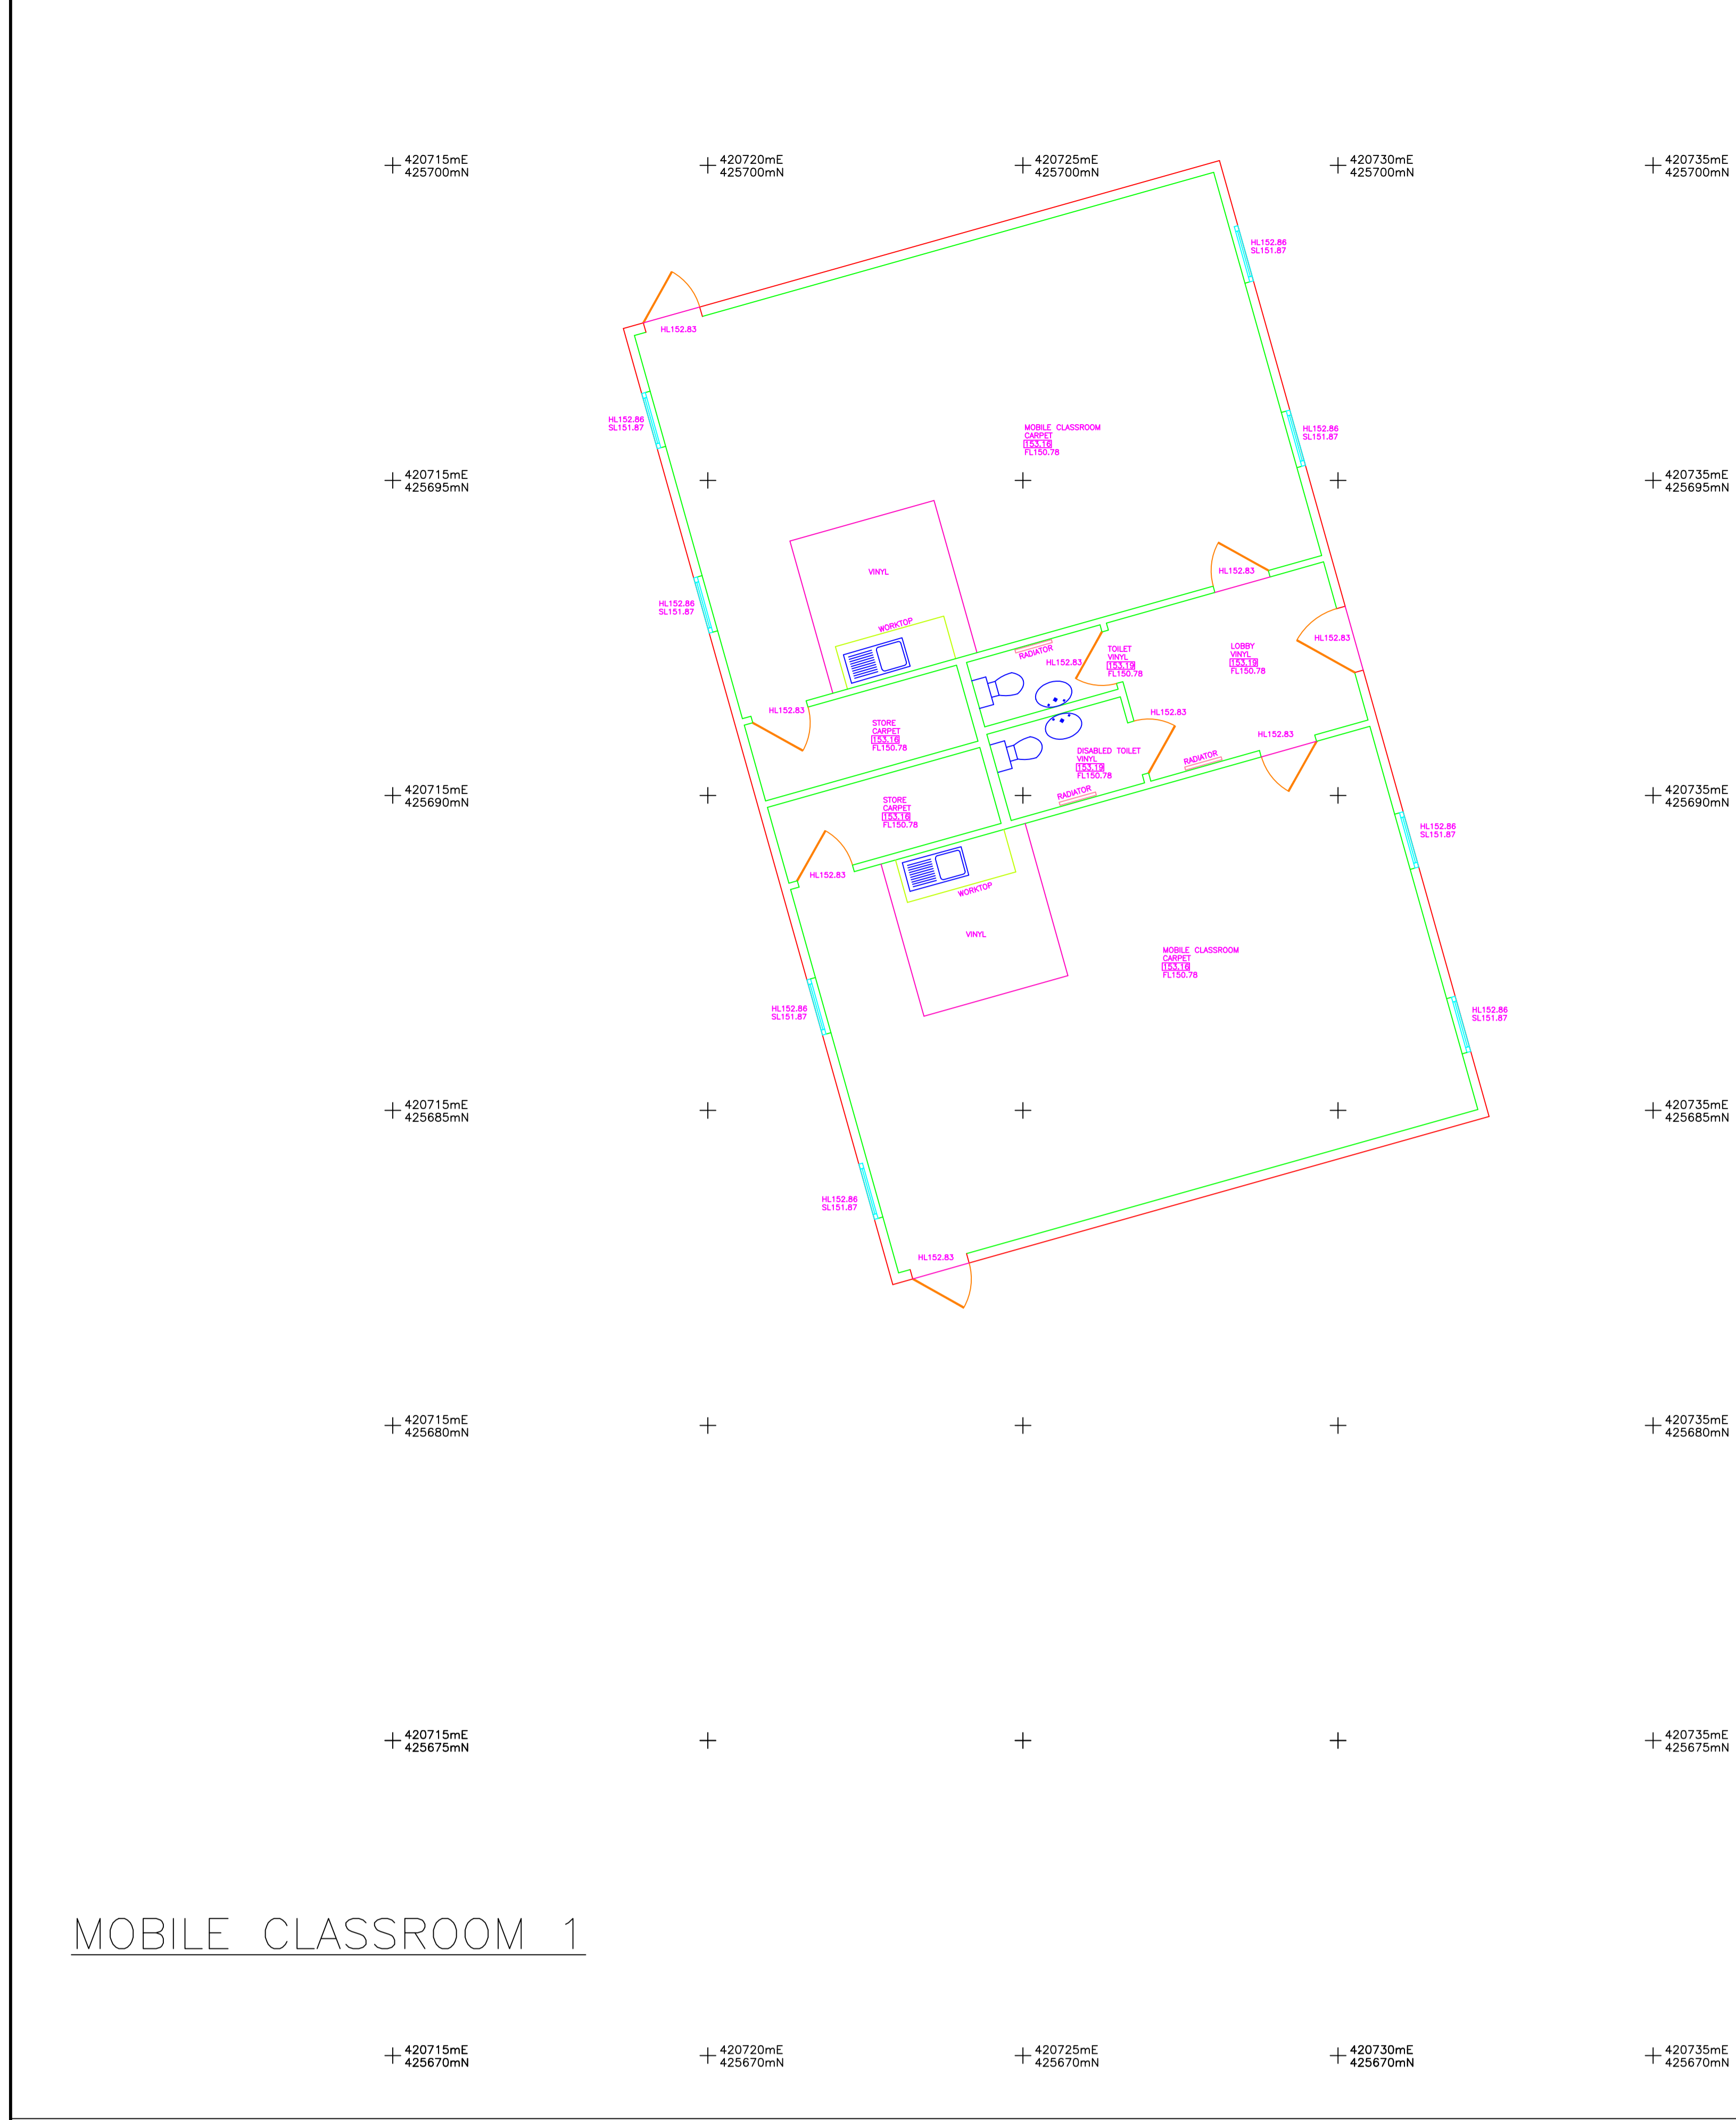 420715mE
425700mN
420720mE
425700mN
420725mE
425700mN
420730mE
425700mN
420735mE
425700mN
HL152.86
SL151.87
HL152.83
HL152.86
SL151.87
MOBILE CLASSROOM
CARPET
153.16
FL150.78
HL152.86
SL151.87
420715mE
425695mN
420735mE
425695mN
VINYL
HL152.83
HL152.86
SL151.87
WORKTOP
RADIATOR
HL152.83
TOILET
VINYL
153.19
FL150.78
LOBBY
VINYL
153.19
FL150.78
HL152.83
HL152.83
STORE
CARPET
153.16
FL150.78
HL152.83
HL152.83
DISABLED TOILET
VINYL
153.19
FL150.78
RADIATOR
RADIATOR
420715mE
425690mN
STORE
CARPET
153.16
FL150.78
420735mE
425690mN
HL152.86
SL151.87
HL152.83
WORKTOP
VINYL
MOBILE CLASSROOM
CARPET
153.16
FL150.78
HL152.86
SL151.87
HL152.86
SL151.87
420715mE
425685mN
420735mE
425685mN
HL152.86
SL151.87
HL152.83
420715mE
425680mN
420735mE
425680mN
420715mE
425675mN
420735mE
425675mN
MOBILE CLASSROOM 1
420715mE
425670mN
420720mE
425670mN
420725mE
425670mN
420730mE
425670mN
420735mE
425670mN